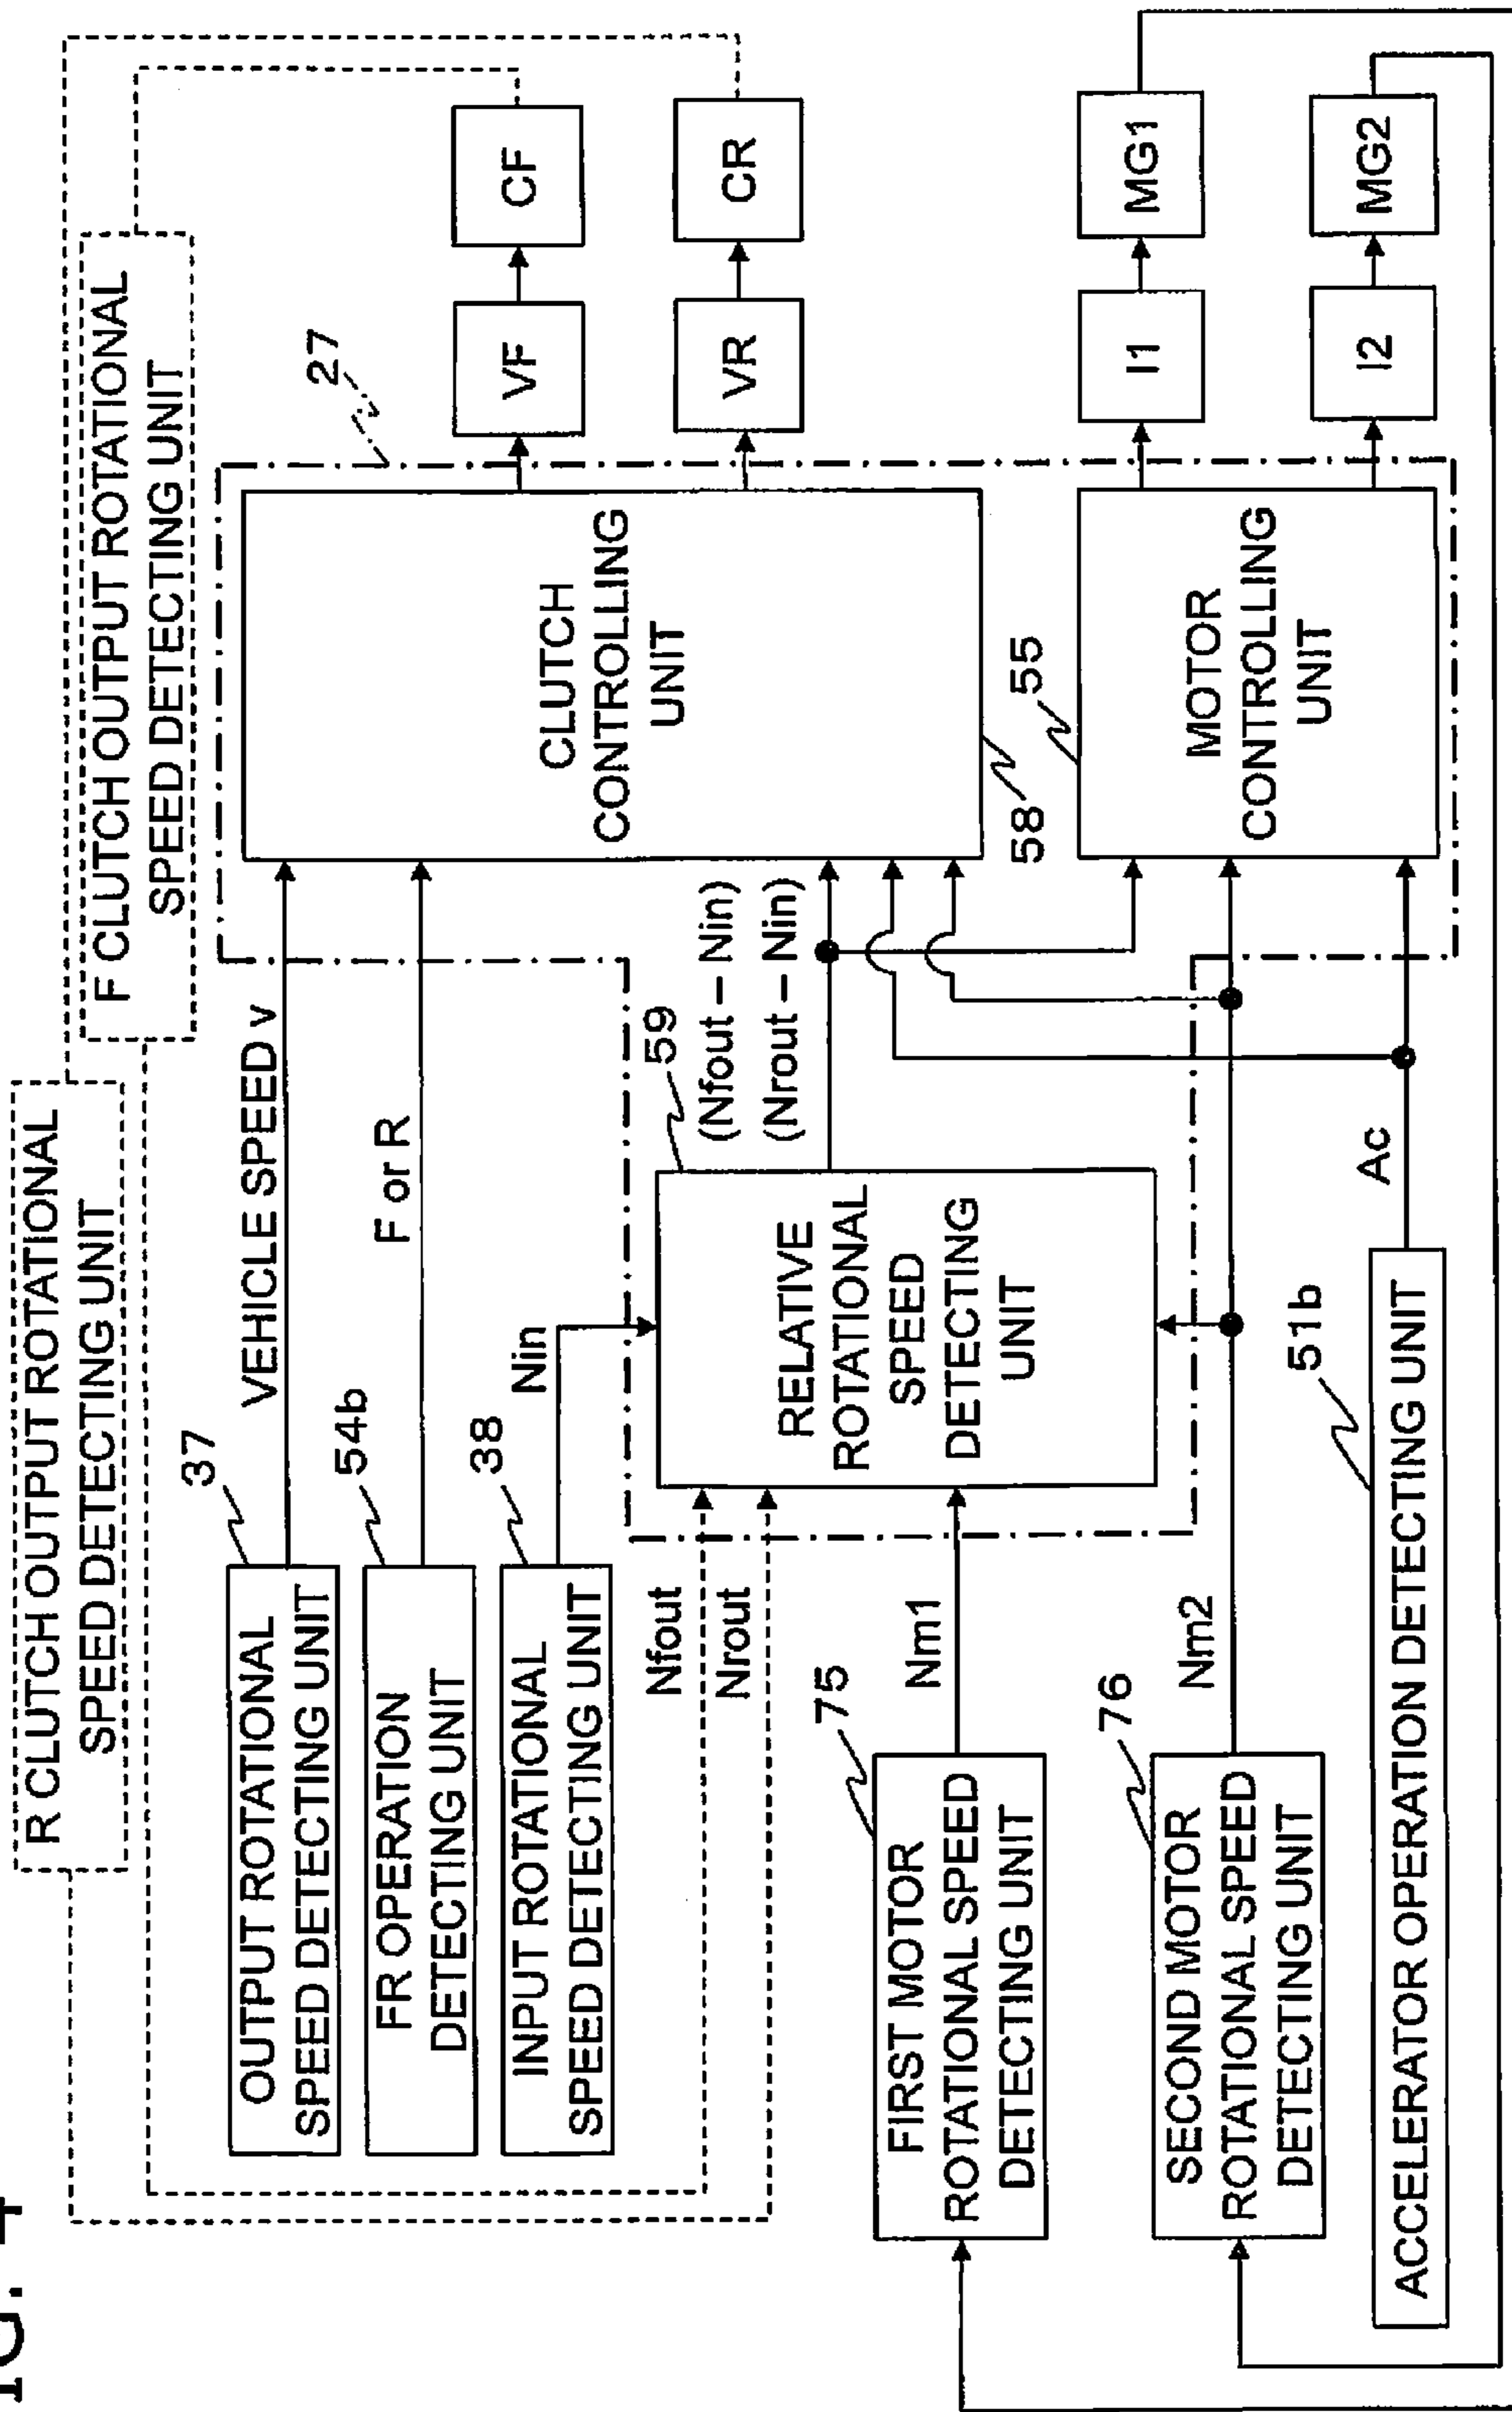 R CLUTCH OUTPUT ROTATIONAL
SPEED DETECTING UNIT
F CLUTCH OUTPUT ROTATIONAL
SPEED DETECTING UNIT
37
OUTPUT ROTATIONAL
SPEED DETECTING UNIT
VEHICLE SPEED v
27
54b
FR OPERATION
DETECTING UNIT
F or R
38
INPUT ROTATIONAL
SPEED DETECTING UNIT
Nin
CLUTCH
CONTROLLING
UNIT
58
VF
CF
VR
CR
Nfout
Nrout
59
RELATIVE
ROTATIONAL
SPEED
DETECTING
UNIT
(Nfout – Nin)
(Nrout – Nin)
75
FIRST MOTOR
ROTATIONAL SPEED
DETECTING UNIT
Nm1
55
MOTOR
CONTROLLING
UNIT
I1
MG1
I2
MG2
76
SECOND MOTOR
ROTATIONAL SPEED
DETECTING UNIT
Nm2
51b
ACCELERATOR OPERATION DETECTING UNIT
Ac